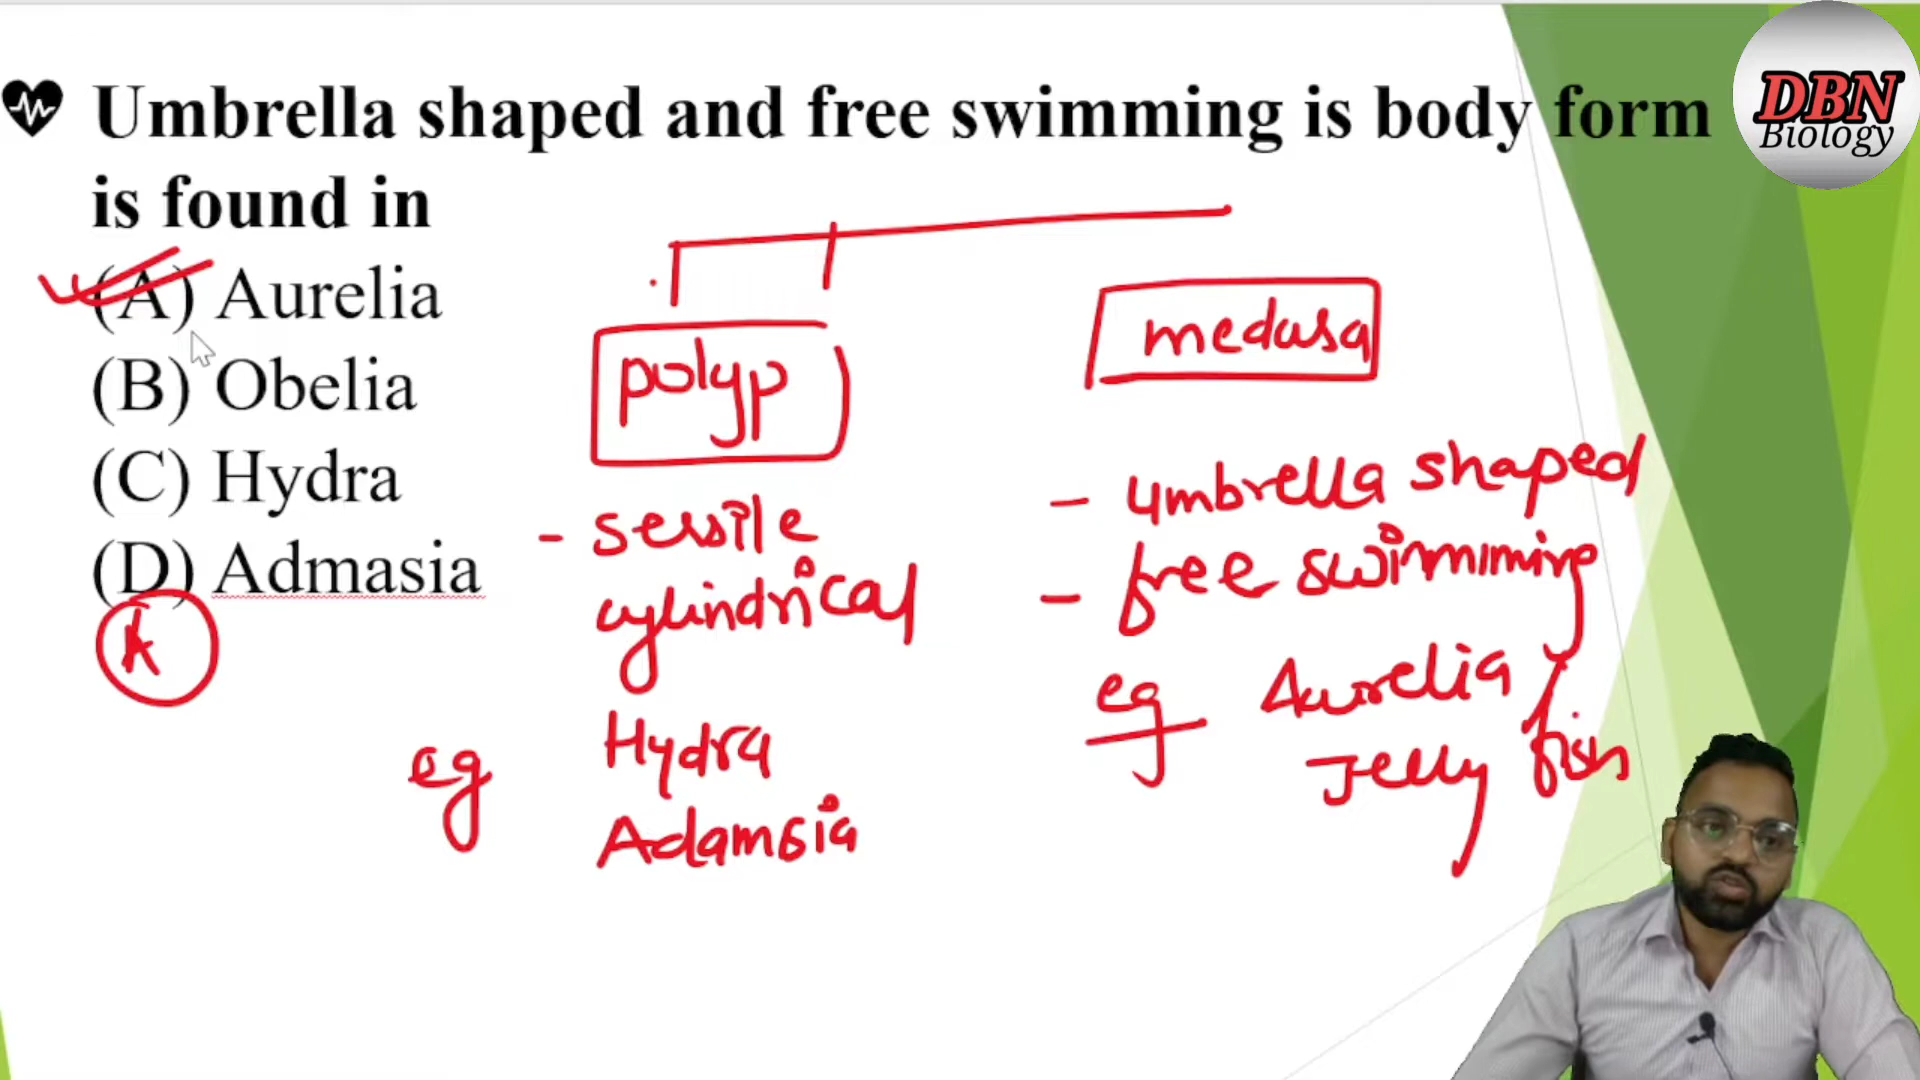 Umbrella shaped and free swimming is body form
is found in
(A) Aurelia
(B) Obelia
(C) Hydra
(D) Admasia
A
polyp
- sessile
cylindrical
eg Hydra
Adamsia
medusa
- umbrella shaped
- free swimming
eg Aurelia
Jelly fish
DBN
Biology